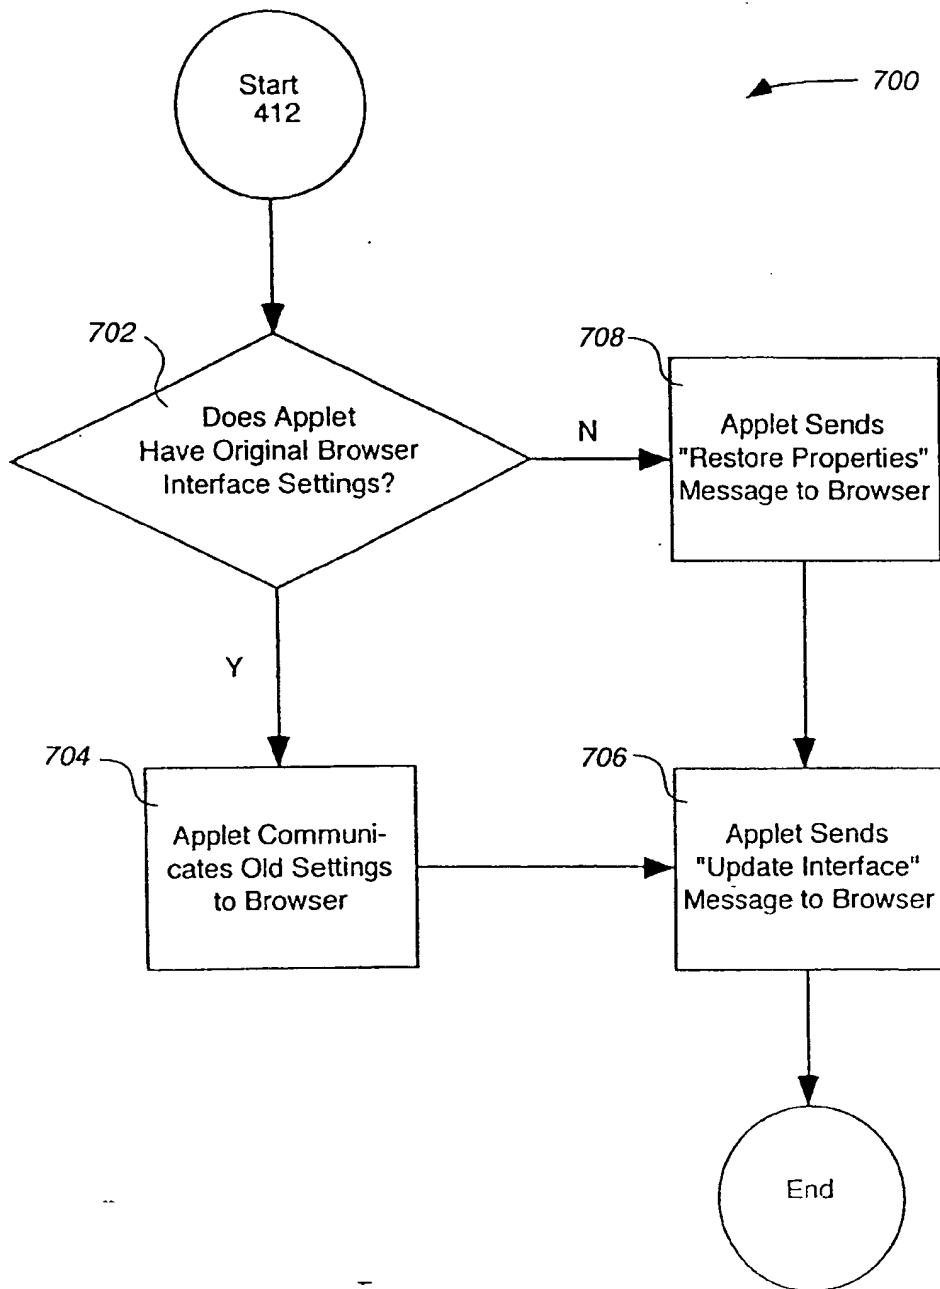 Start
412
700
702
Does Applet
Have Original Browser
Interface Settings?
N
708
Applet Sends
"Restore Properties"
Message to Browser
Y
704
Applet Communi-
cates Old Settings
to Browser
706
Applet Sends
"Update Interface"
Message to Browser
End